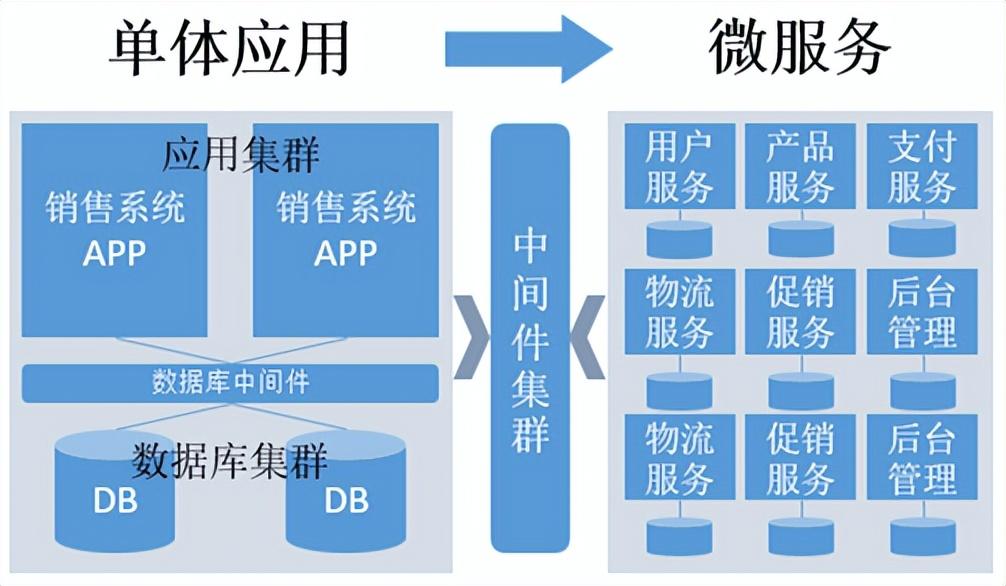 单体应用
微服务
应用集群
销售系统
APP
销售系统
APP
数据库中间件
数据库集群
DB
DB
中间件集群
用户
服务
产品
服务
支付
服务
物流
服务
促销
服务
后台
管理
物流
服务
促销
服务
后台
管理